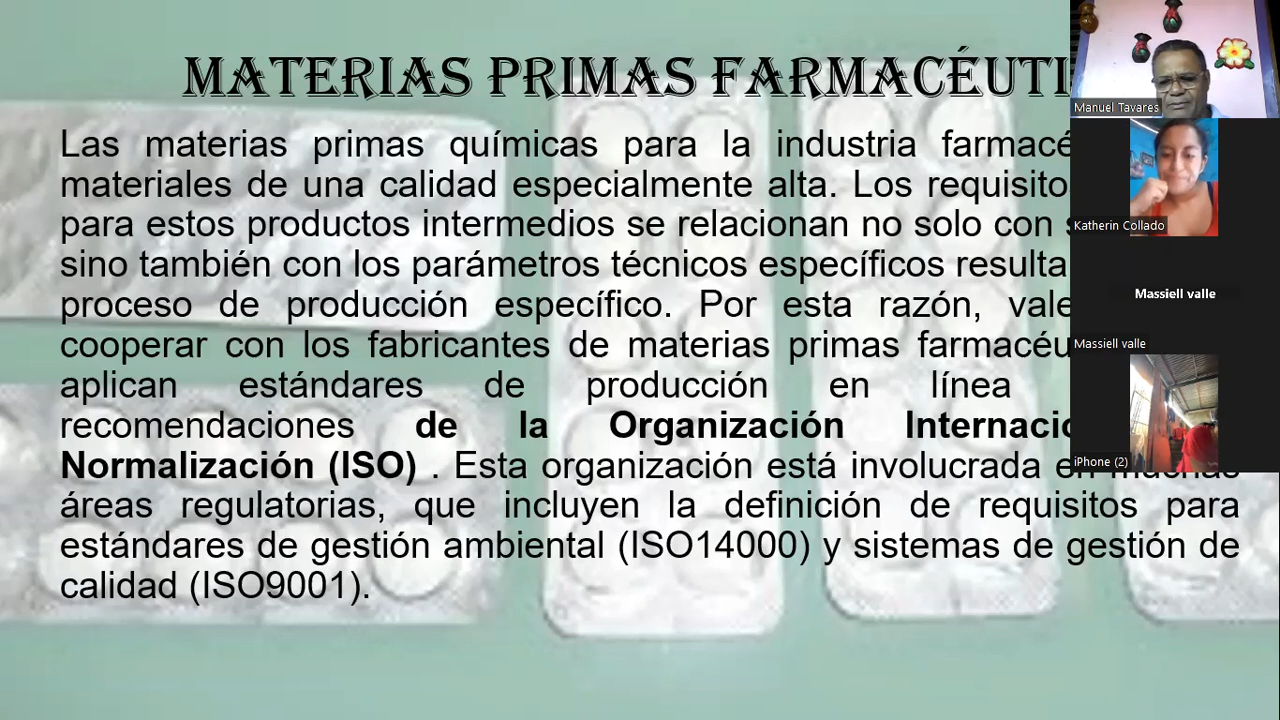 MATERIAS PRIMAS FARMACÉUTI
Las materias primas químicas para la industria farmacé
materiales de una calidad especialmente alta. Los requisito
para estos productos intermedios se relacionan no solo con s
sino también con los parámetros técnicos específicos resulta
proceso de producción específico. Por esta razón, vale
cooperar con los fabricantes de materias primas farmacéu
aplican estándares de producción en línea
recomendaciones de la Organización Internacio
Normalización (ISO) . Esta organización está involucrada en muchas
áreas regulatorias, que incluyen la definición de requisitos para
estándares de gestión ambiental (ISO14000) y sistemas de gestión de
calidad (ISO9001).
Manuel Tavares
Katherin Collado
Massiell valle
Massiell valle
iPhone (2)